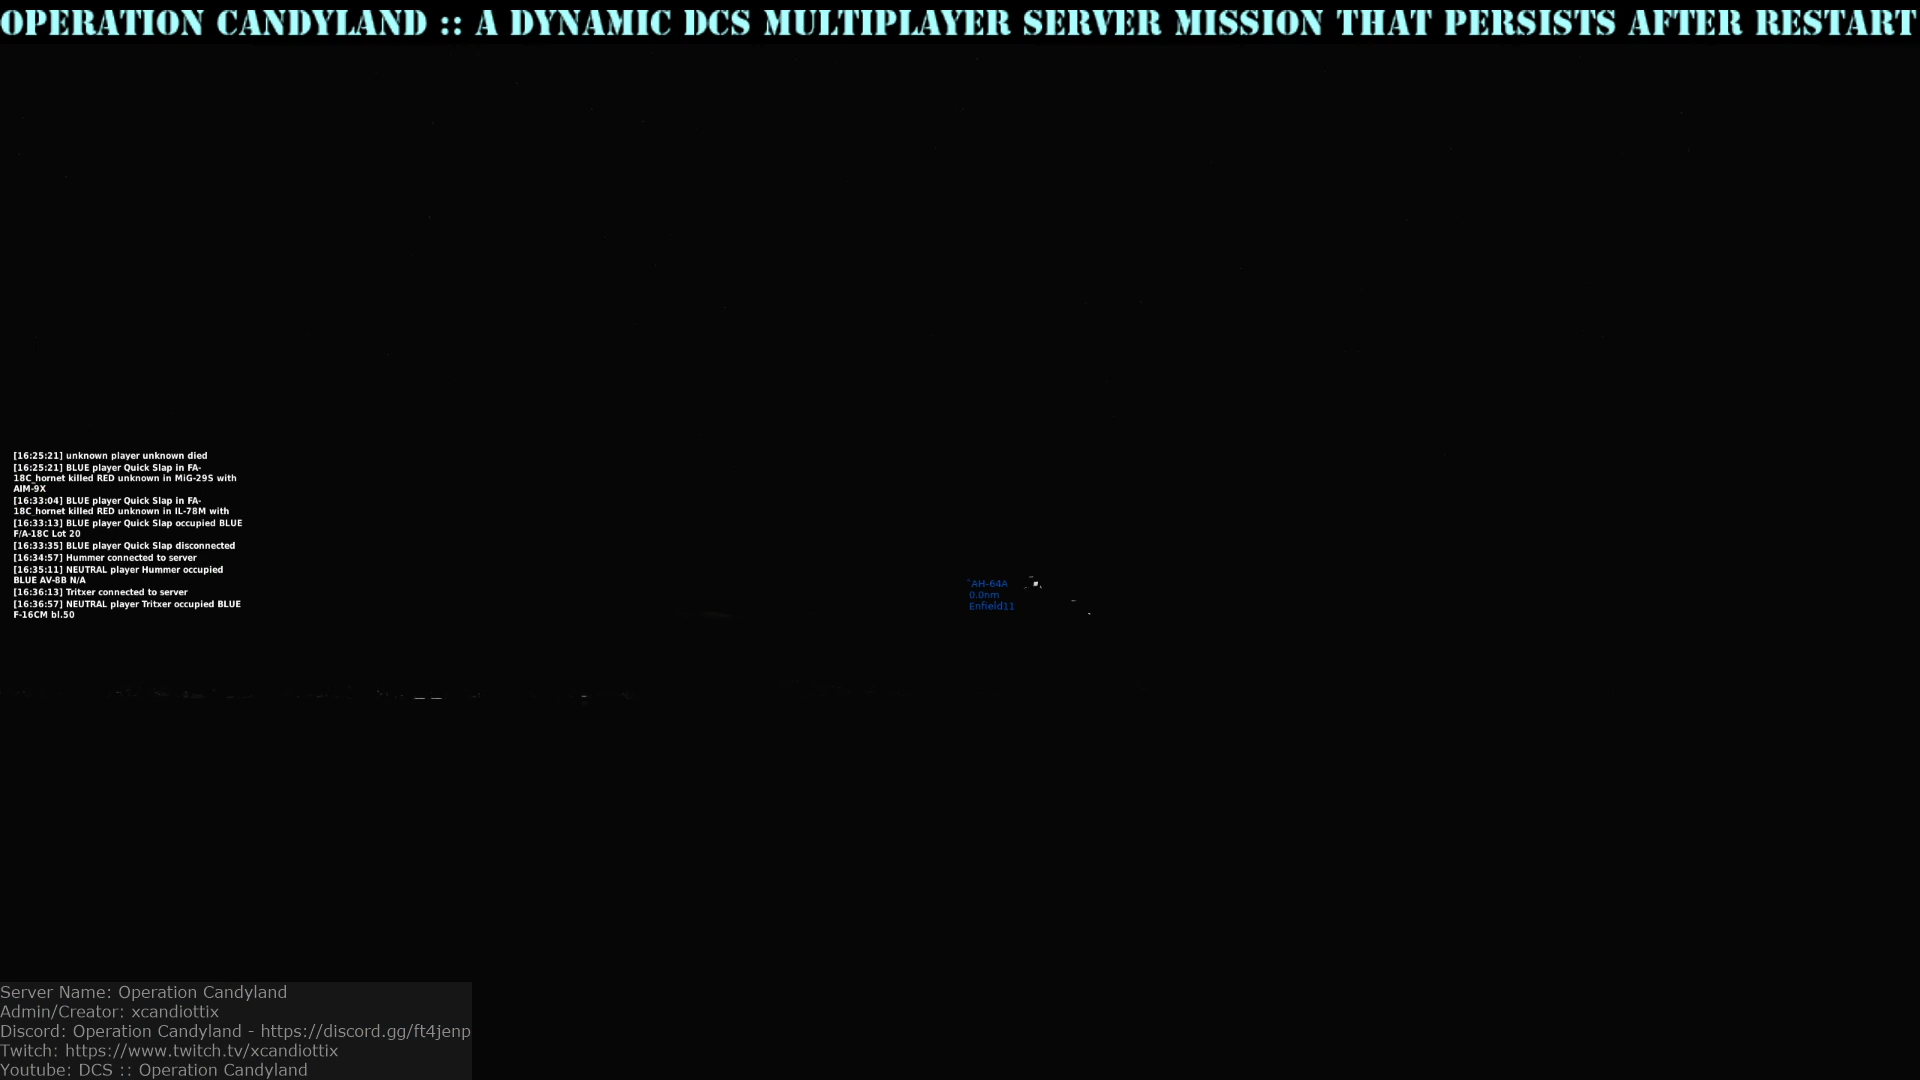 OPERATION CANDYLAND :: A DYNAMIC DCS MULTIPLAYER SERVER MISSION THAT PERSISTS AFTER RESTART
[16:25:21] unknown player unknown died
[16:25:21] BLUE player Quick Slap in FA-
18C_hornet killed RED unknown in MiG-29S with
AIM-9X
[16:33:04] BLUE player Quick Slap in FA-
18C_hornet killed RED unknown in IL-78M with
[16:33:13] BLUE player Quick Slap occupied BLUE
F/A-18C Lot 20
[16:33:35] BLUE player Quick Slap disconnected
[16:34:57] Hummer connected to server
[16:35:11] NEUTRAL player Hummer occupied
BLUE AV-8B N/A
[16:36:13] Tritxer connected to server
[16:36:57] NEUTRAL player Tritxer occupied BLUE
F-16CM bl.50
AH-64A
0.0nm
Enfield11
Server Name: Operation Candyland
Admin/Creator: xcandiottix
Discord: Operation Candyland - https://discord.gg/ft4jenp
Twitch: https://www.twitch.tv/xcandiottix
Youtube: DCS :: Operation Candyland